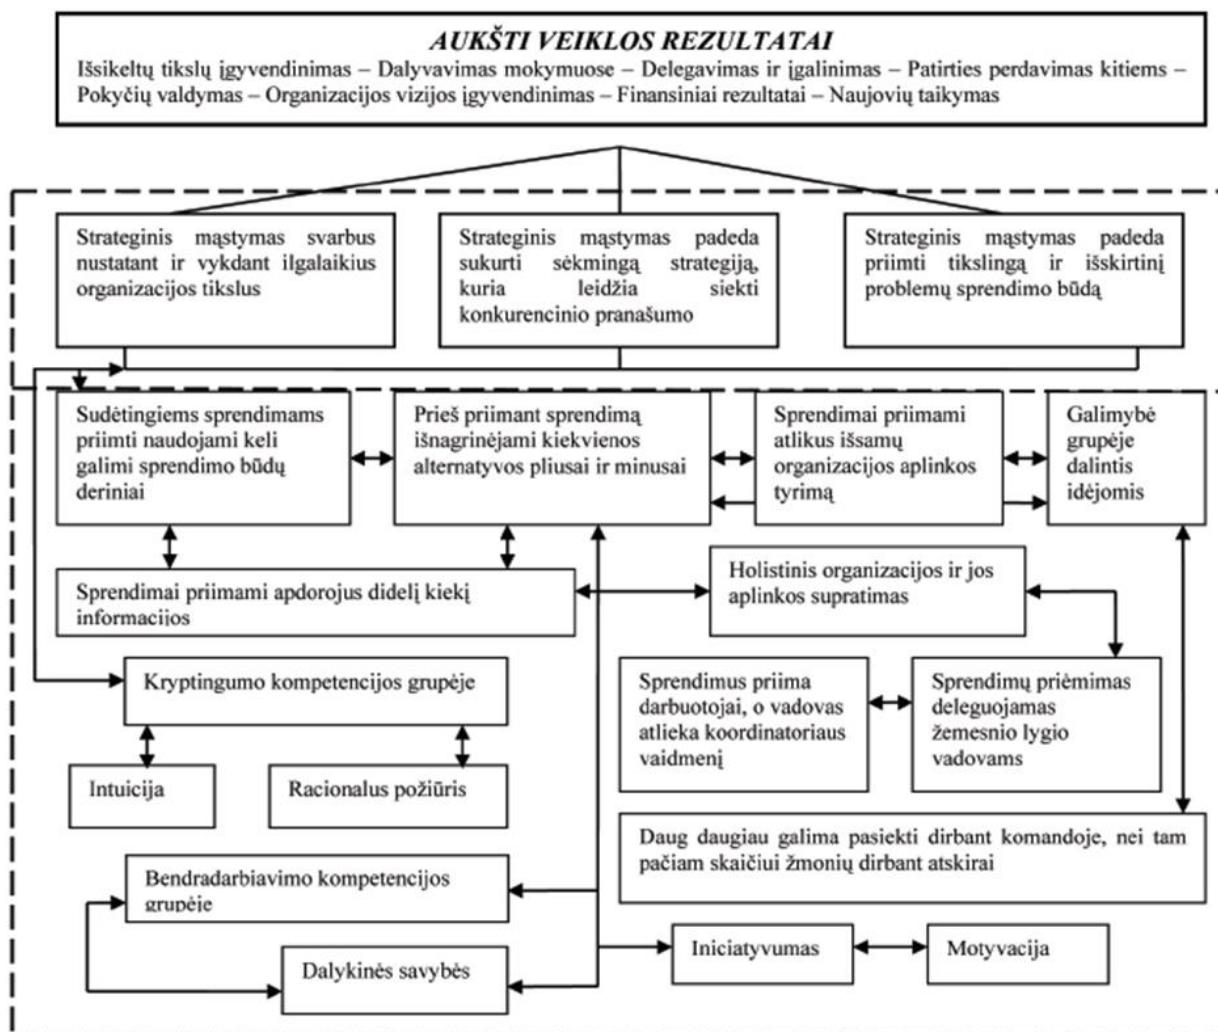 AUKŠTI VEIKLOS REZULTATAI
Išsikeltų tikslų įgyvendinimas – Dalyvavimas mokymuose – Delegavimas ir įgalinimas – Patirties perdavimas kitiems –
Pokyčių valdymas – Organizacijos vizijos įgyvendinimas – Finansiniai rezultatai – Naujovių taikymas
Strateginis mąstymas svarbus
nustatant ir vykdant ilgalaikius
organizacijos tikslus
Strateginis mąstymas padeda
sukurti sėkmingą strategiją,
kuria leidžia siekti
konkurencinio pranašumo
Strateginis mąstymas padeda
priimti tikslingą ir išskirtinį
problemų sprendimo būdą
Sudėtingiems sprendimams
priimti naudojami keli
galimi sprendimo būdų
deriniai
Prieš priimant sprendimą
išnagrinėjami kiekvienos
alternatyvos pliusai ir minusai
Sprendimai priimami
atlikus išsamų
organizacijos aplinkos
tyrimą
Galimybė
grupėje
dalintis
idėjomis
Sprendimai priimami apdorojus didelį kiekį
informacijos
Holistinis organizacijos ir jos
aplinkos supratimas
Kryptingumo kompetencijos grupėje
Sprendimus priima
darbuotojai, o vadovas
atlieka koordinatoriaus
vaidmenį
Sprendimų priėmimas
deleguojamas
žemesnio lygio
vadovams
Intuicija
Racionalus požiūris
Daug daugiau galima pasiekti dirbant komandoje, nei tam
pačiam skaičiui žmonių dirbant atskirai
Bendradarbiavimo kompetencijos
grupėje
Iniciatyvumas
Motyvacija
Dalykinės savybės